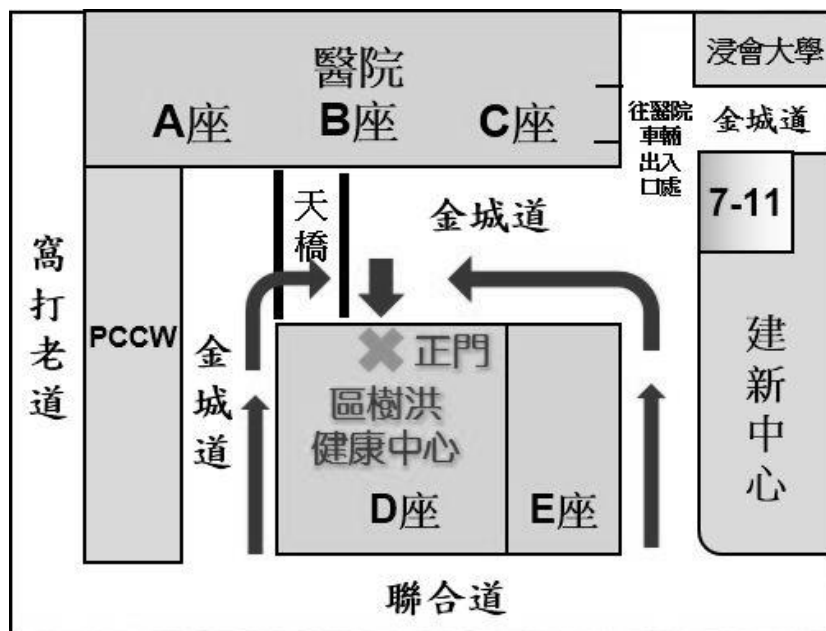 醫院
A座
B座
C座
浸會大學
往醫院
車輛
出入
口處
金城道
7-11
天橋
金城道
窩打老道
PCCW
金城道
正門
區樹洪
健康中心
D座
E座
建新中心
聯合道